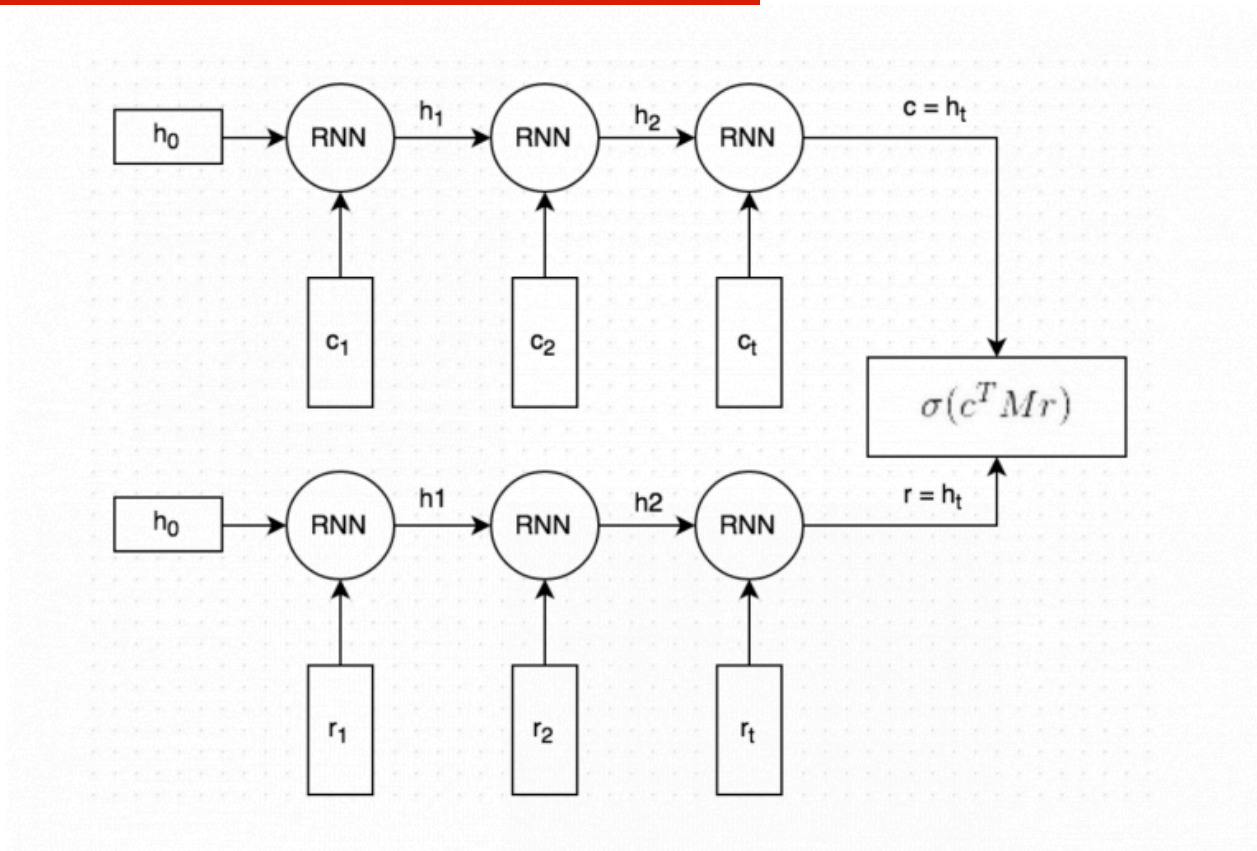 h₁ h₂ c = hₜ
h₀ RNN RNN RNN
c₁ c₂ cₜ
σ(cᵀMr)
h1 h2 r = hₜ
h₀ RNN RNN RNN
r₁ r₂ rₜ